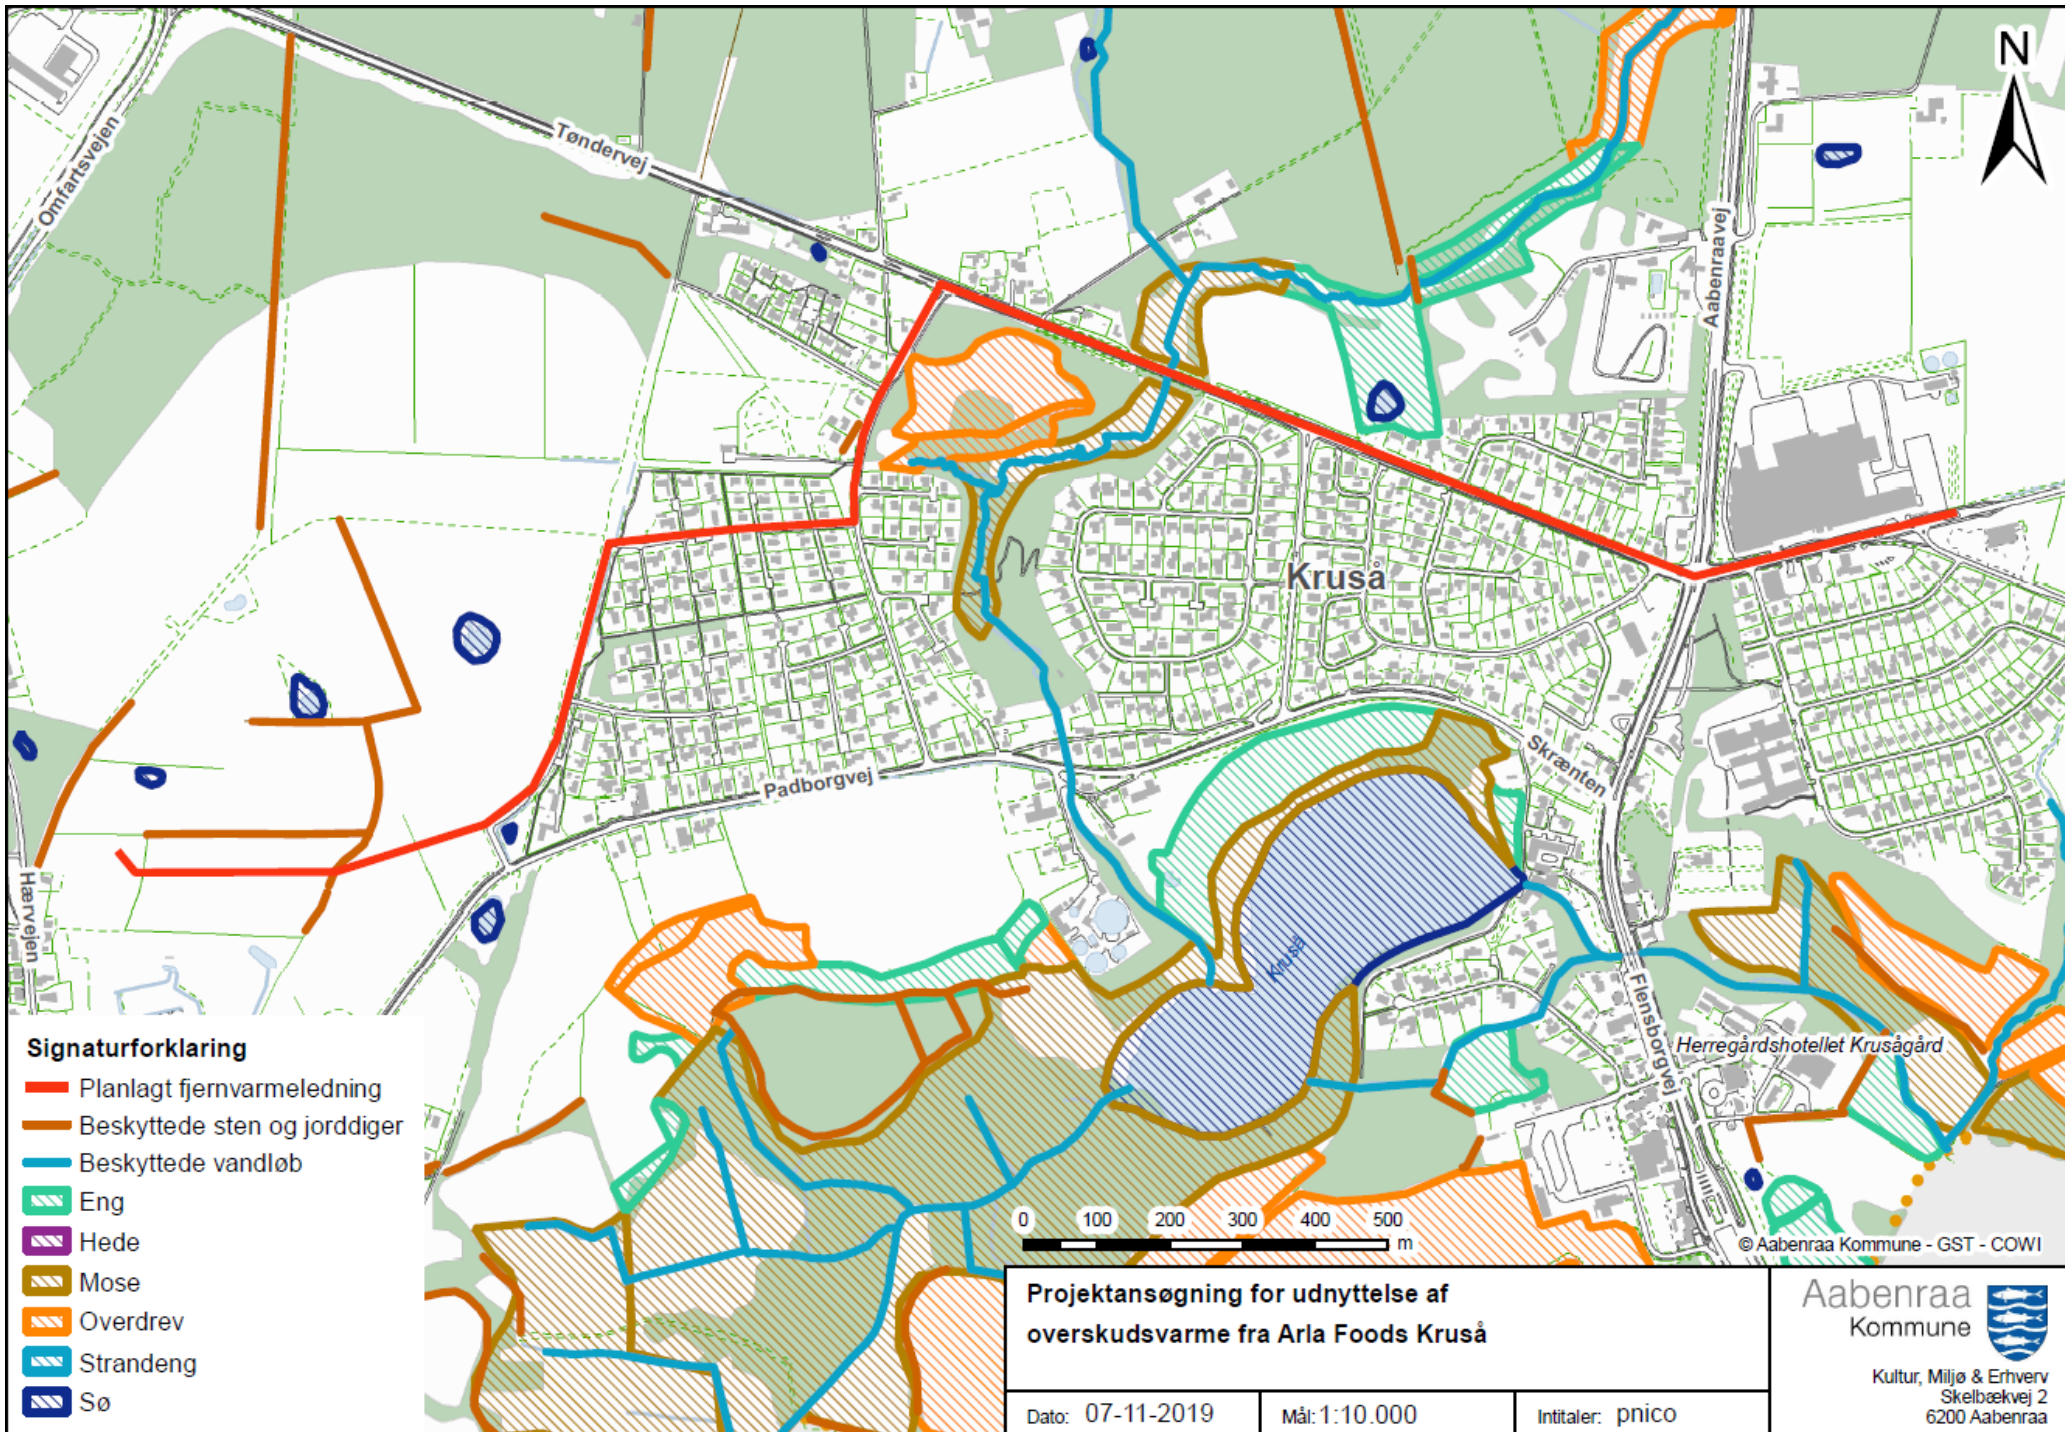 N
Omfartsvejen
Tøndervej
Aabenraavej
Kruså
Skrænten
Padborgvej
Hærvejen
Kruså
Flensborgvej
Herregårdshotellet Krusågård
Signaturforklaring
Planlagt fjernvarmeledning
Beskyttede sten og jorddiger
Beskyttede vandløb
Eng
Hede
Mose
Overdrev
Strandeng
Sø
0 100 200 300 400 500
m
© Aabenraa Kommune - GST - COWI
Projektansøgning for udnyttelse af
overskudsvarme fra Arla Foods Kruså
Dato: 07-11-2019
Mål: 1:10.000
Intitaler: pnico
Aabenraa
Kommune
Kultur, Miljø & Erhverv
Skelbækvej 2
6200 Aabenraa